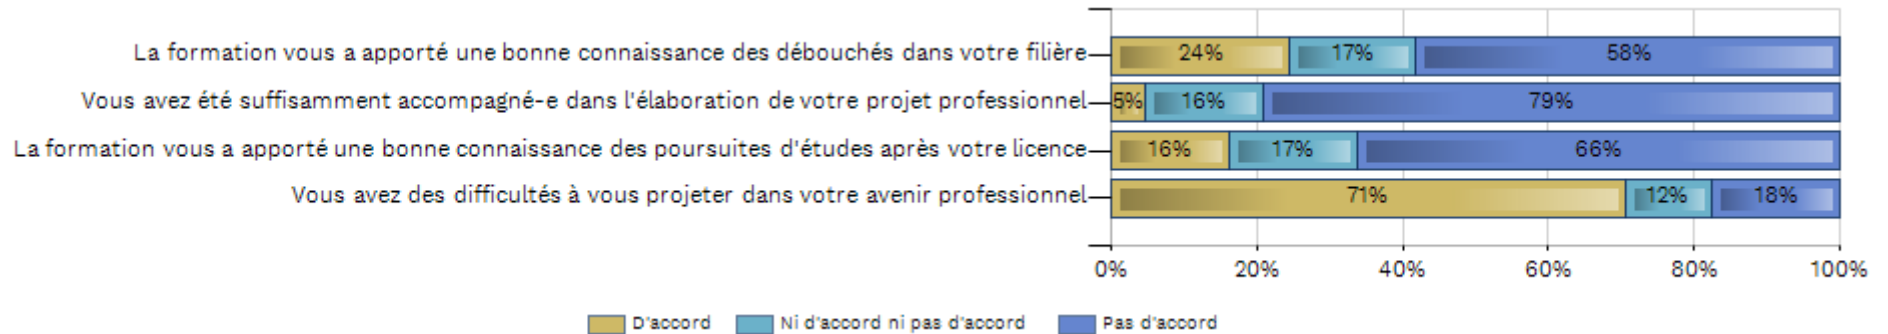 La formation vous a apporté une bonne connaissance des débouchés dans votre filière 24% 17% 58%
Vous avez été suffisamment accompagné-e dans l'élaboration de votre projet professionnel 5% 16% 79%
La formation vous a apporté une bonne connaissance des poursuites d'études après votre licence 16% 17% 66%
Vous avez des difficultés à vous projeter dans votre avenir professionnel 71% 12% 18%
0% 20% 40% 60% 80% 100%
D'accord Ni d'accord ni pas d'accord Pas d'accord